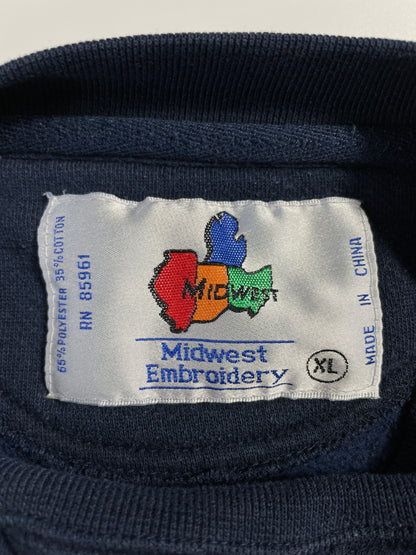 65% POLYESTER 35% COTTON
RN 85961
MIDWEST
Midwest
Embroidery
XL
MADE IN CHINA